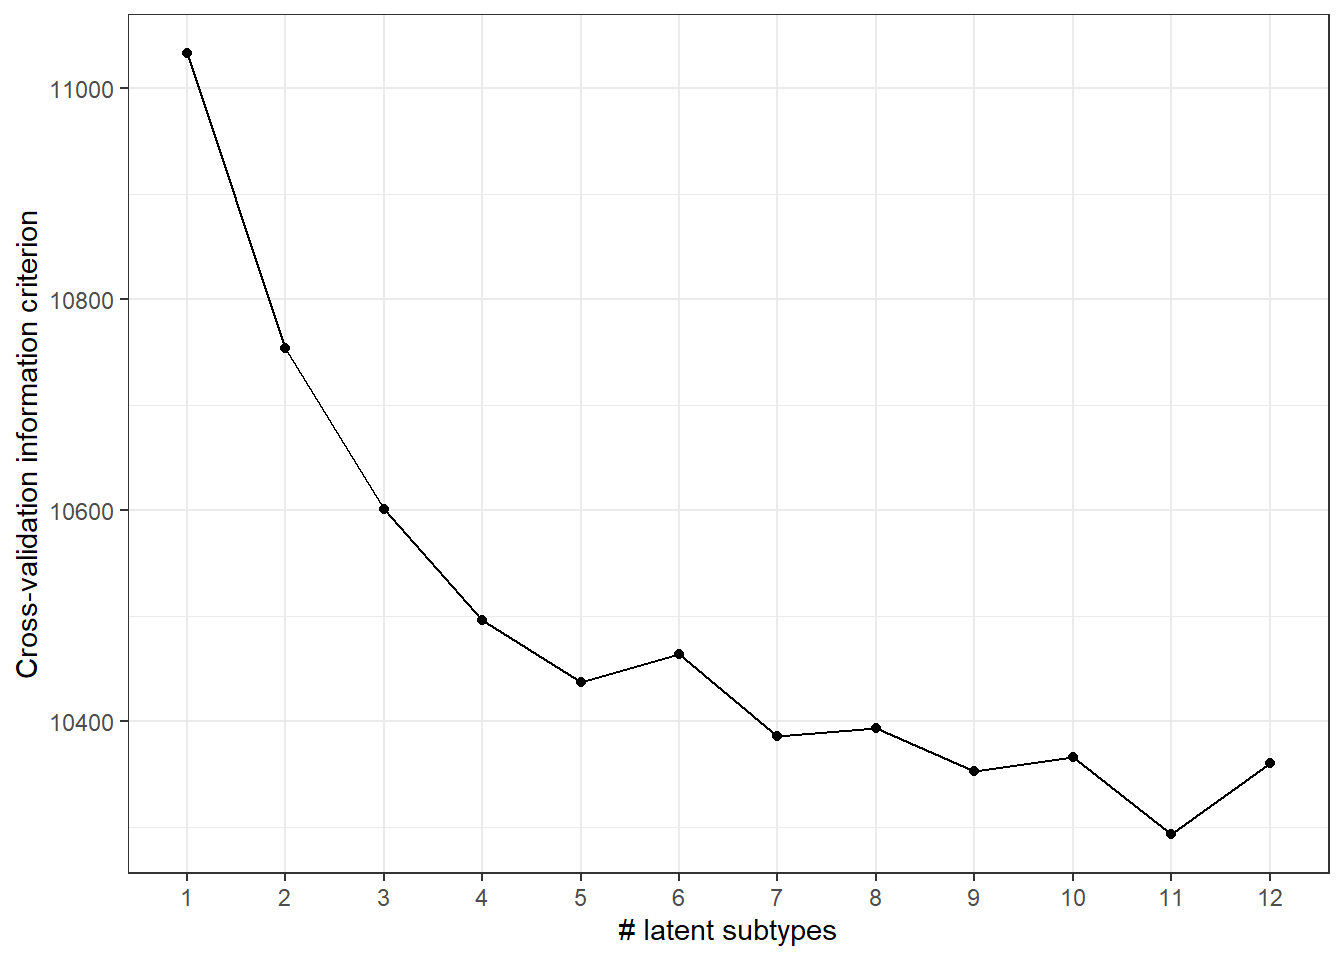 Cross-validation information criterion
11000
10800
10600
10400
1 2 3 4 5 6 7 8 9 10 11 12
# latent subtypes